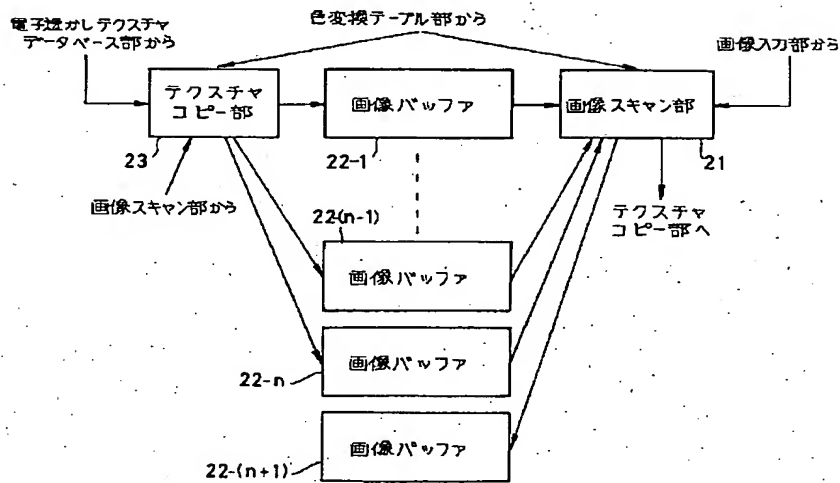 電子透かしテクスチャ
データベース部から
色変換テーブル部から
画像入力部から
テクスチャ
コピー部
画像バッファ
画像スキャン部
23
22-1
21
画像スキャン部から
テクスチャ
コピー部へ
22-(n-1)
画像バッファ
画像バッファ
22-n
画像バッファ
22-(n+1)